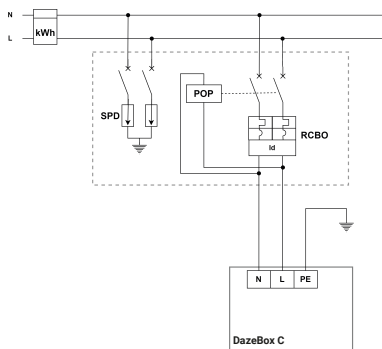 N
kWh
L
POP
SPD
RCBO
Id
N L PE
DazeBox C